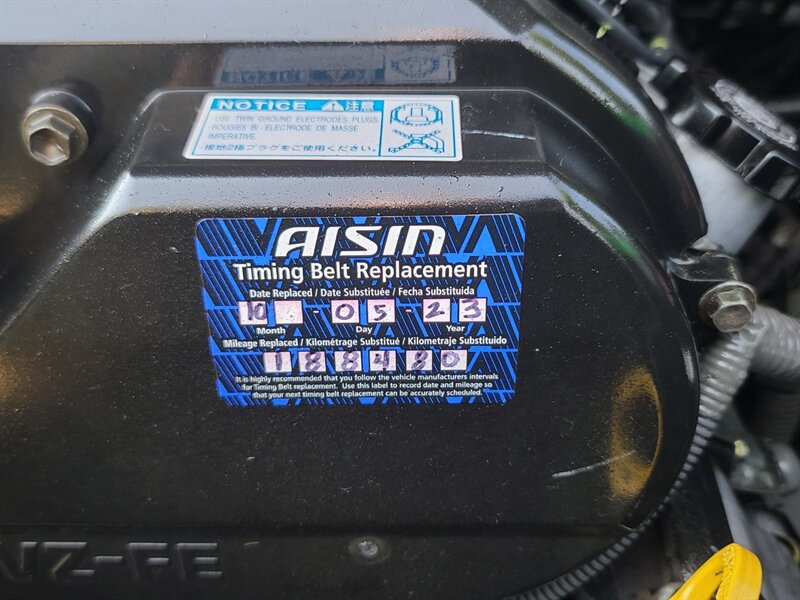 NOTICE ⚠注意
·USE TWIN GROUND ELECTRODES PLUGS.
·BOUGIES BI-ELECTRODE DE MASSE
IMPERATIVE.
·接地2極プラグをご使用ください。
AISIN
Timing Belt Replacement
Date Replaced / Date Substituée / Fecha Substituida
10 - 05 - 23
Month Day Year
Mileage Replaced / Kilométrage Substitué / Kilometraje Substituido
188480
It is highly recommended that you follow the vehicle manufacturers intervals
for Timing Belt replacement. Use this label to record date and mileage so
that your next timing belt replacement can be accurately scheduled.
VZ-FE